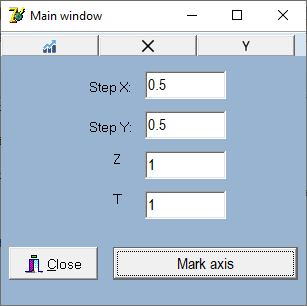 Main window
X Y
Step X: 0.5
Step Y: 0.5
Z 1
T 1
Close Mark axis